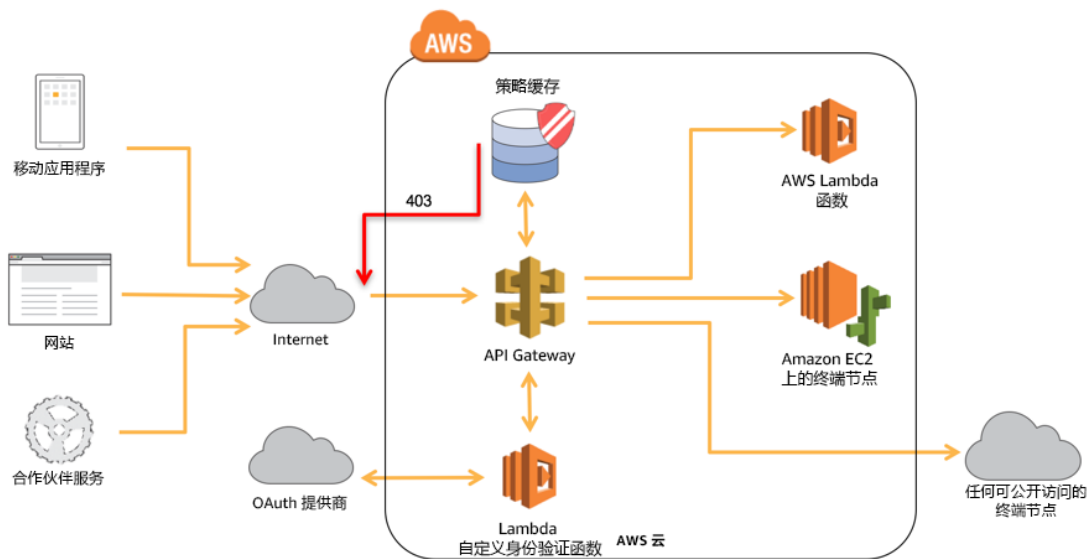 AWS
策略缓存
移动应用程序
403
AWS Lambda
函数
网站
Internet
API Gateway
Amazon EC2
上的终端节点
合作伙伴服务
OAuth 提供商
Lambda
自定义身份验证函数
AWS 云
任何可公开访问的
终端节点